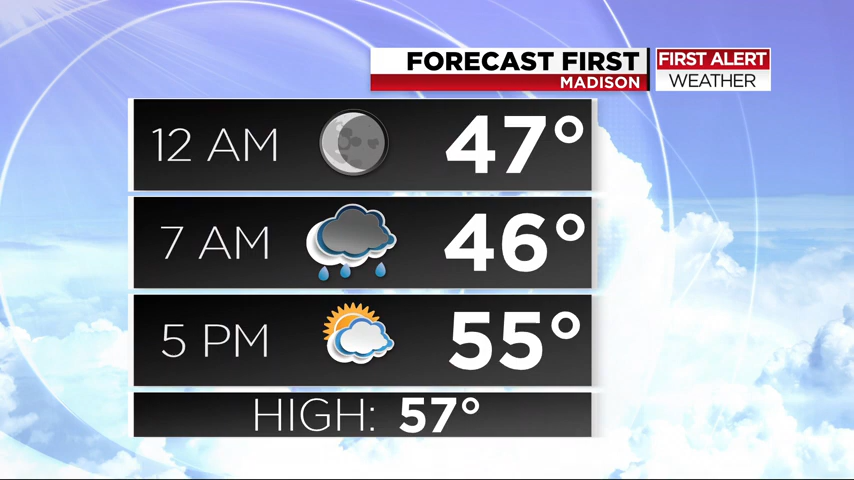 FORECAST FIRST
MADISON
FIRST ALERT
WEATHER
12 AM 47°
7 AM 46°
5 PM 55°
HIGH: 57°